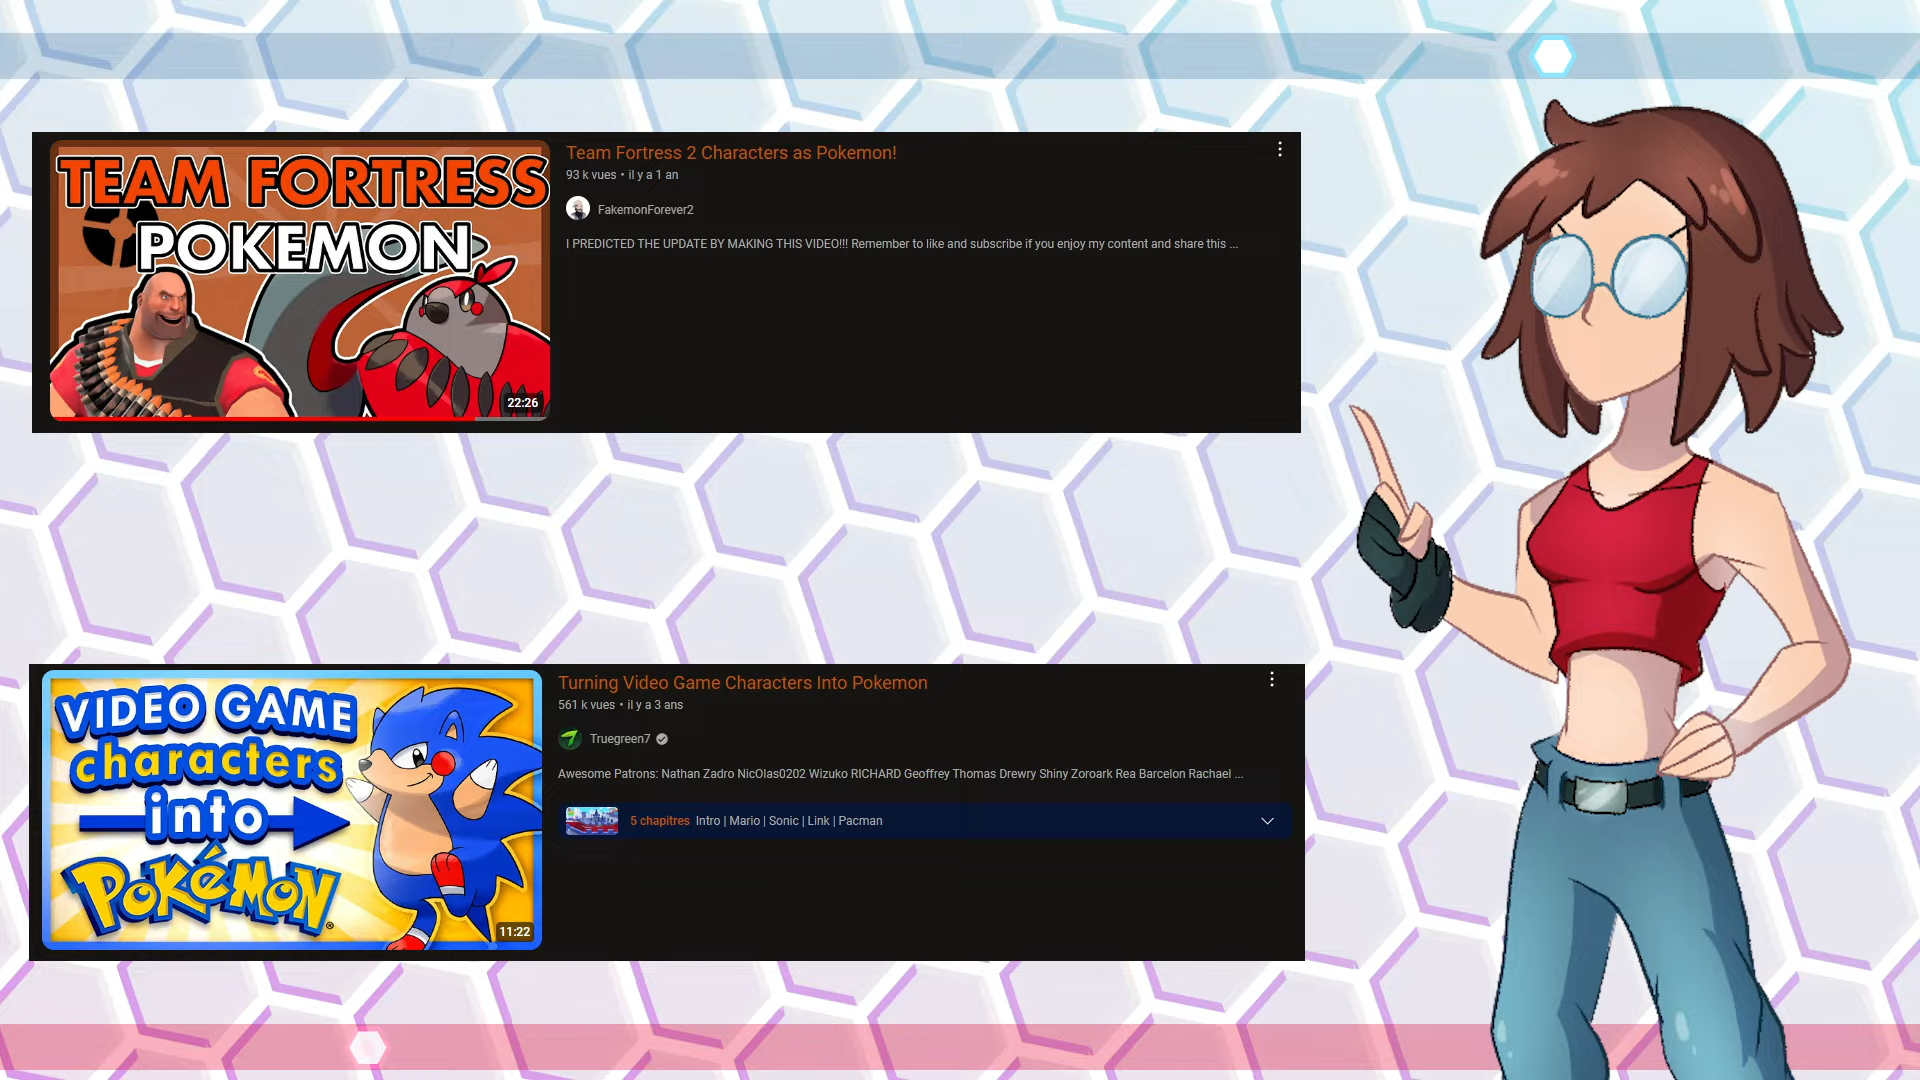 TEAM FORTRESS
POKEMON
22:26
Team Fortress 2 Characters as Pokemon!
93 k vues • il y a 1 an
FakemonForever2
I PREDICTED THE UPDATE BY MAKING THIS VIDEO!!! Remember to like and subscribe if you enjoy my content and share this ...
VIDEO GAME
characters
into
POKéMON
11:22
Turning Video Game Characters Into Pokemon
561 k vues • il y a 3 ans
Truegreen7
Awesome Patrons: Nathan Zadro NicOlas0202 Wizuko RICHARD Geoffrey Thomas Drewry Shiny Zoroark Rea Barcelon Rachael ...
5 chapitres Intro | Mario | Sonic | Link | Pacman